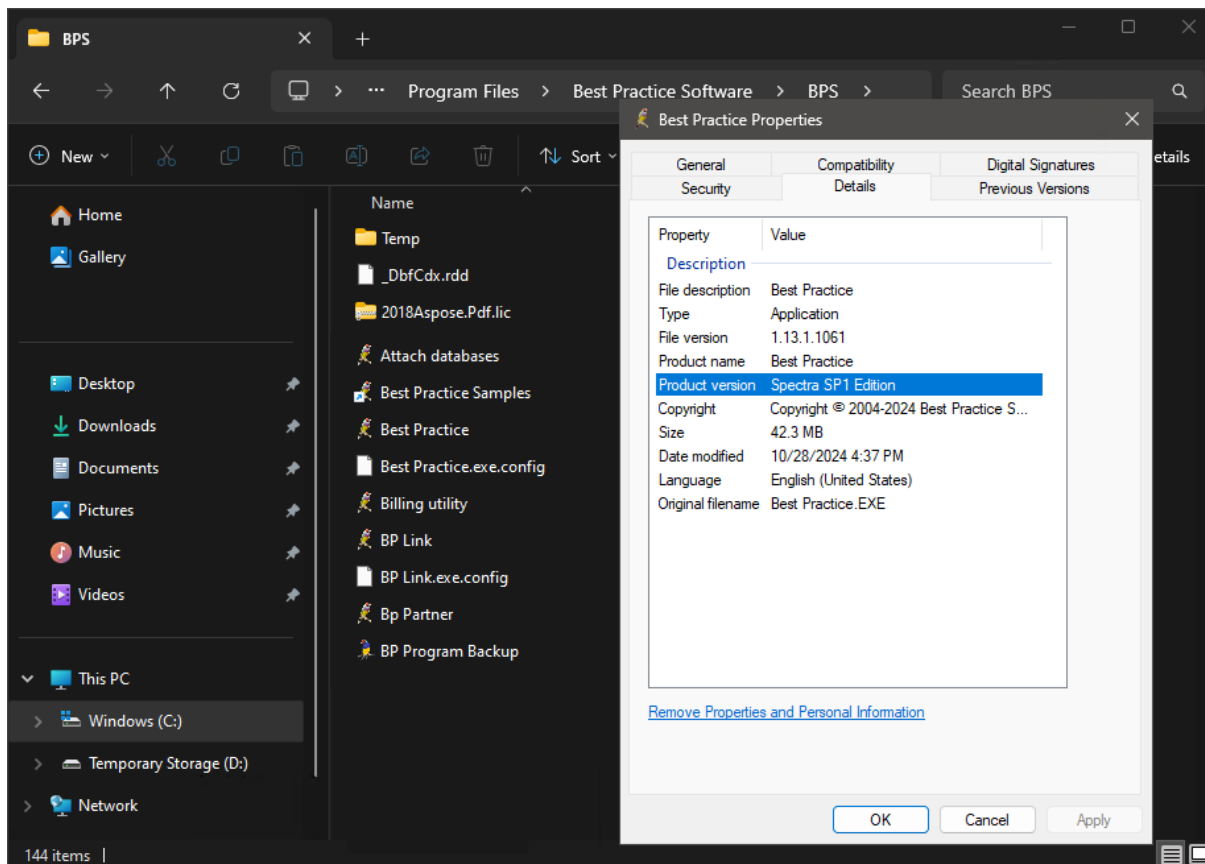 BPS
Program Files > Best Practice Software > BPS >
Search BPS
New
Sort
etails
Home
Gallery
Desktop
Downloads
Documents
Pictures
Music
Videos
This PC
Windows (C:)
Temporary Storage (D:)
Network
144 items
Name
Temp
_DbfCdx.rdd
2018Aspose.Pdf.lic
Attach databases
Best Practice Samples
Best Practice
Best Practice.exe.config
Billing utility
BP Link
BP Link.exe.config
Bp Partner
BP Program Backup
Best Practice Properties
General Compatibility Digital Signatures
Security Details Previous Versions
Property Value
Description
File description Best Practice
Type Application
File version 1.13.1.1061
Product name Best Practice
Product version Spectra SP1 Edition
Copyright Copyright © 2004-2024 Best Practice S...
Size 42.3 MB
Date modified 10/28/2024 4:37 PM
Language English (United States)
Original filename Best Practice.EXE
Remove Properties and Personal Information
OK Cancel Apply